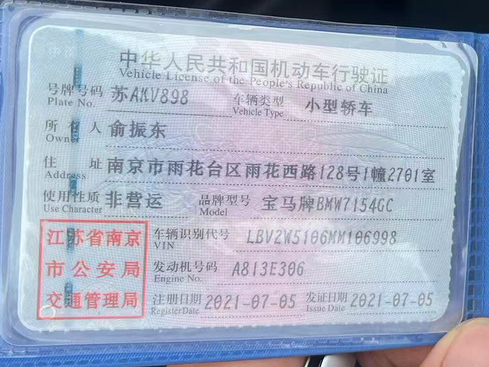 中华人民共和国机动车行驶证
Vehicle License of the People's Republic of China
号牌号码 苏AMV898 车辆类型 小型轿车
Plate No. Vehicle Type
所有人 俞振东
Owner
住址 南京市雨花台区雨花西路128号1幢2701室
Address
使用性质 非营运 品牌型号 宝马牌BMW7154GC
Use Character Model
江苏省南京
市公安局
交通管理局
车辆识别代号 LBV2W5106MM106998
VIN
发动机号码 A813E306
Engine No.
注册日期 2021-07-05 发证日期 2021-07-05
Register Date Issue Date